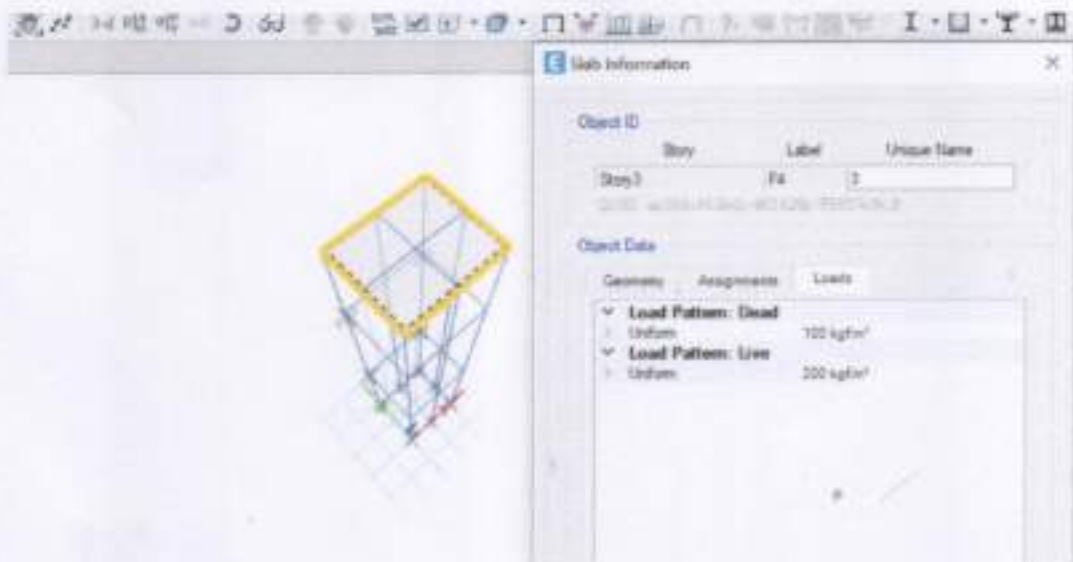 Slab Information
Object ID
Story Label Unique Name
Story3 F4 3
Object Data
Geometry Assignments Loads
Load Pattern: Dead
Uniform 100 kgf/m²
Load Pattern: Live
Uniform 200 kgf/m²